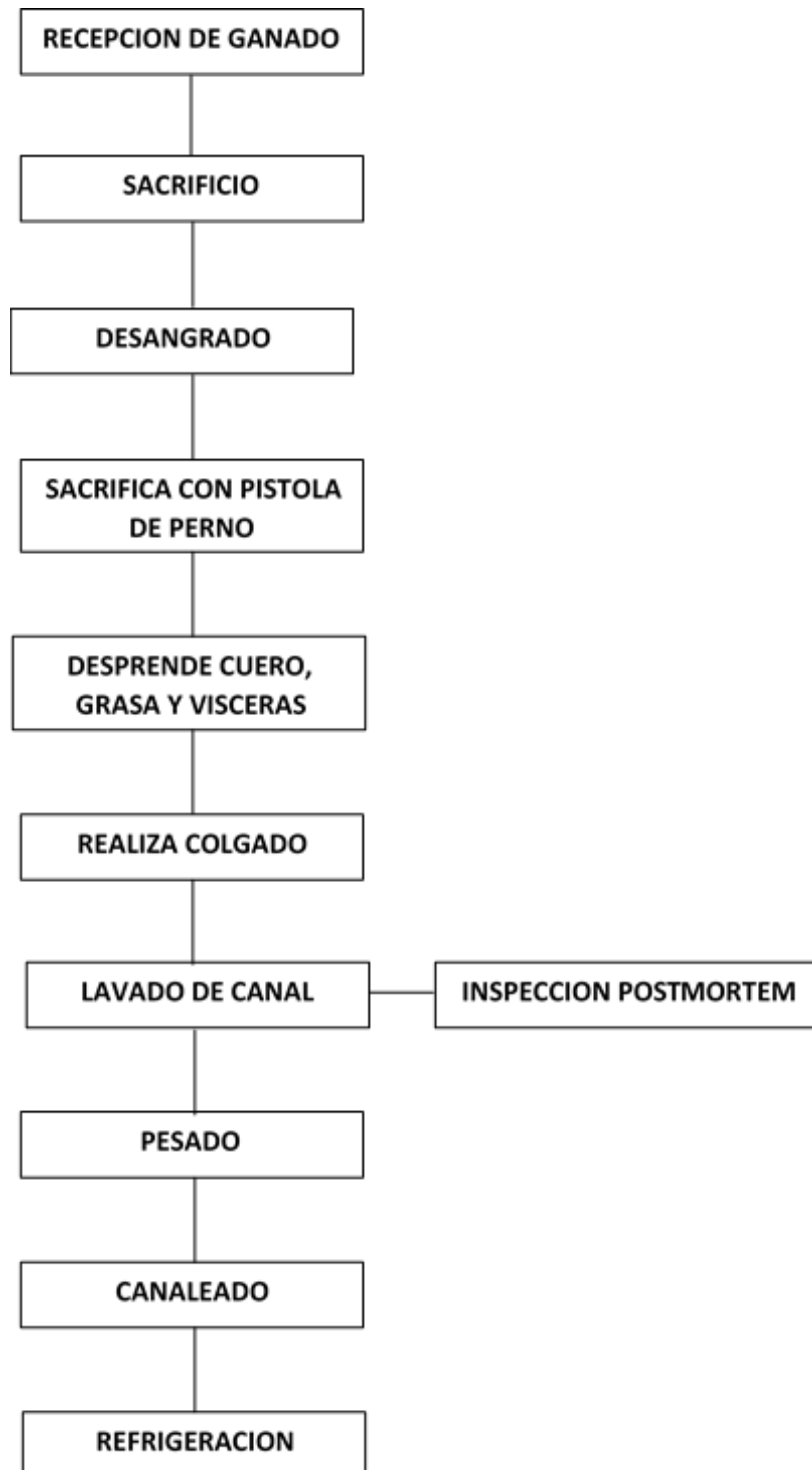 RECEPCION DE GANADO
SACRIFICIO
DESANGRADO
SACRIFICA CON PISTOLA
DE PERNO
DESPRENDE CUERO,
GRASA Y VISCERAS
REALIZA COLGADO
LAVADO DE CANAL
INSPECCION POSTMORTEM
PESADO
CANALEADO
REFRIGERACION